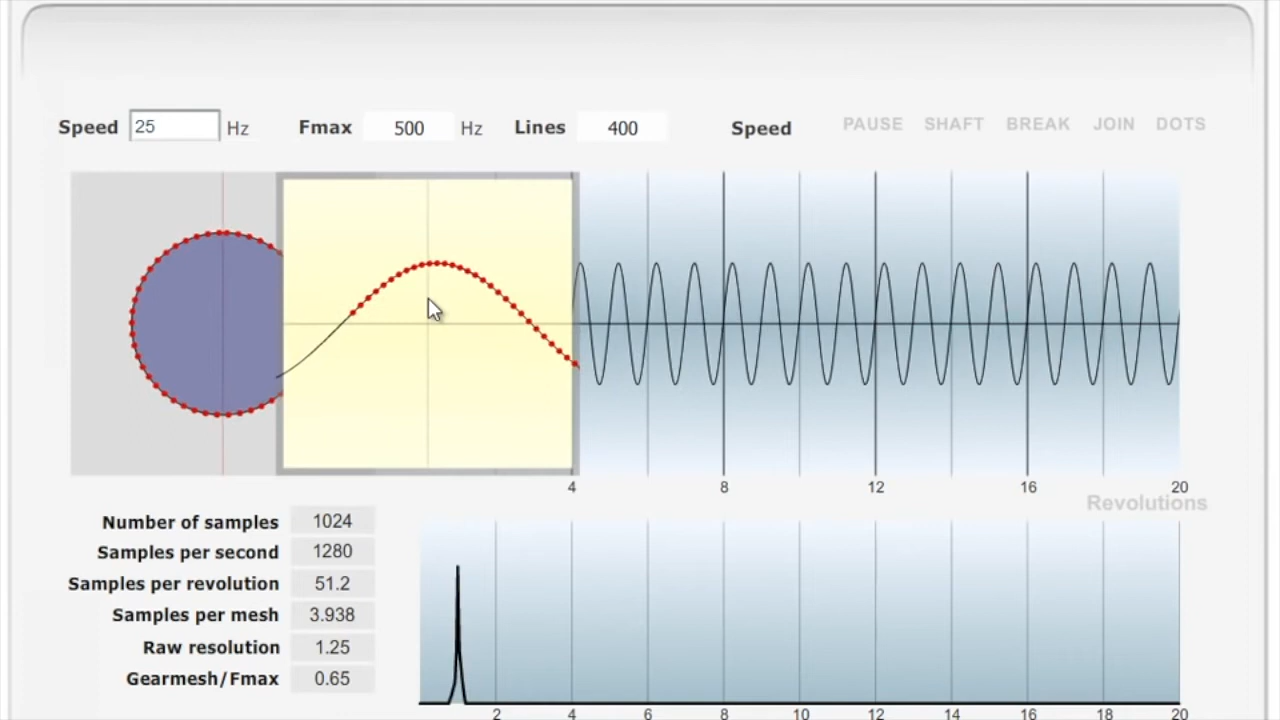 Speed 25 Hz Fmax 500 Hz Lines 400 Speed PAUSE SHAFT BREAK JOIN DOTS
4 8 12 16 20
Revolutions
Number of samples 1024
Samples per second 1280
Samples per revolution 51.2
Samples per mesh 3.938
Raw resolution 1.25
Gearmesh/Fmax 0.65
2 4 6 8 10 12 14 16 18 20